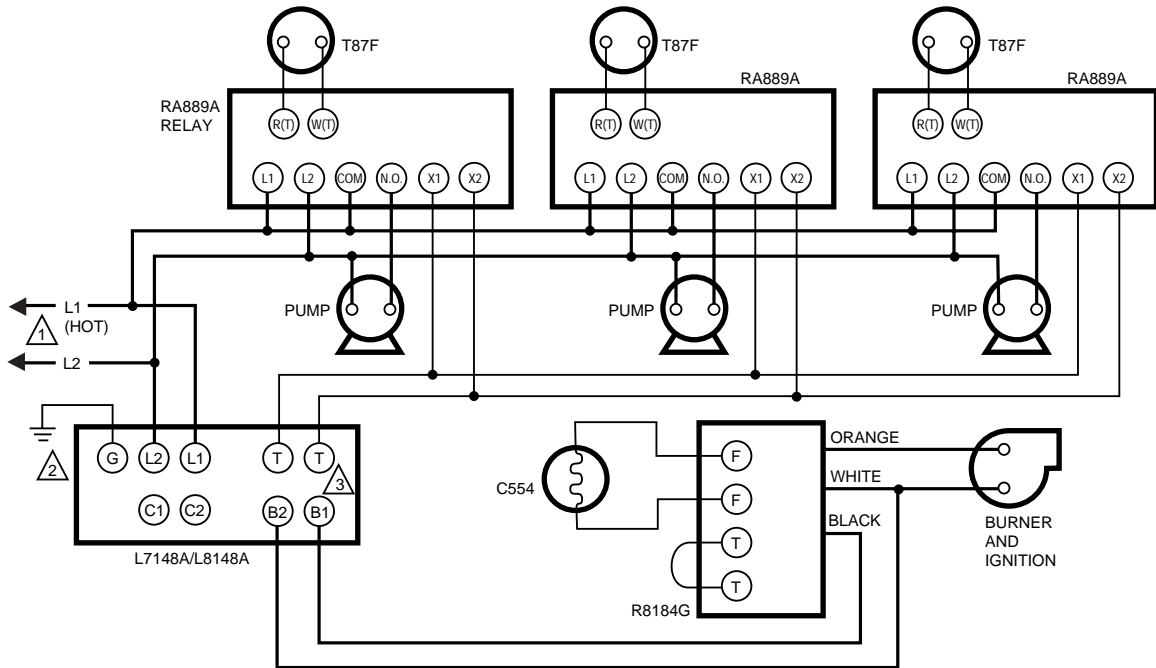 T87F
T87F
T87F
RA889A
RELAY
RA889A
RA889A
R(T) W(T)
R(T) W(T)
R(T) W(T)
L1 L2 COM N.O. X1 X2
L1 L2 COM N.O. X1 X2
L1 L2 COM N.O. X1 X2
L1
(HOT)
1
L2
PUMP
PUMP
PUMP
2
G L2 L1 T T
3
C1 C2 B2 B1
L7148A/L8148A
C554
F
F
T
T
R8184G
ORANGE
WHITE
BLACK
BURNER
AND
IGNITION